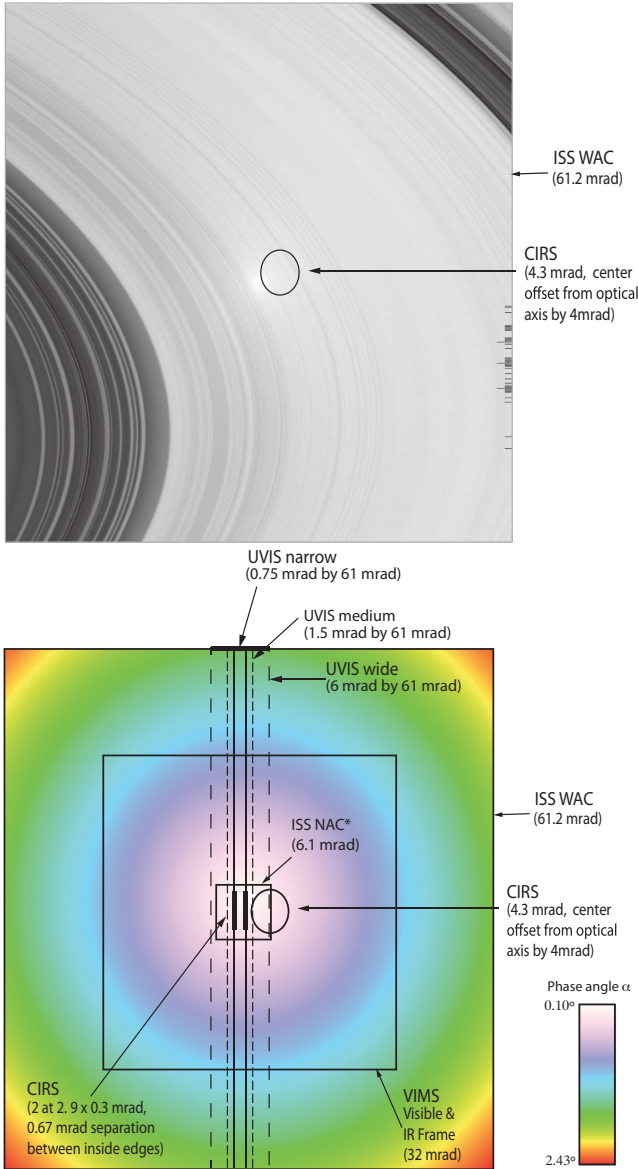 ISS WAC
(61.2 mrad)
CIRS
(4.3 mrad, center
offset from optical
axis by 4mrad)
UVIS narrow
(0.75 mrad by 61 mrad)
UVIS medium
(1.5 mrad by 61 mrad)
UVIS wide
(6 mrad by 61 mrad)
ISS WAC
(61.2 mrad)
ISS NAC*
(6.1 mrad)
CIRS
(4.3 mrad, center
offset from optical
axis by 4mrad)
Phase angle α
0.10º
2.43º
CIRS
(2 at 2. 9 x 0.3 mrad,
0.67 mrad separation
between inside edges)
VIMS
Visible &
IR Frame
(32 mrad)